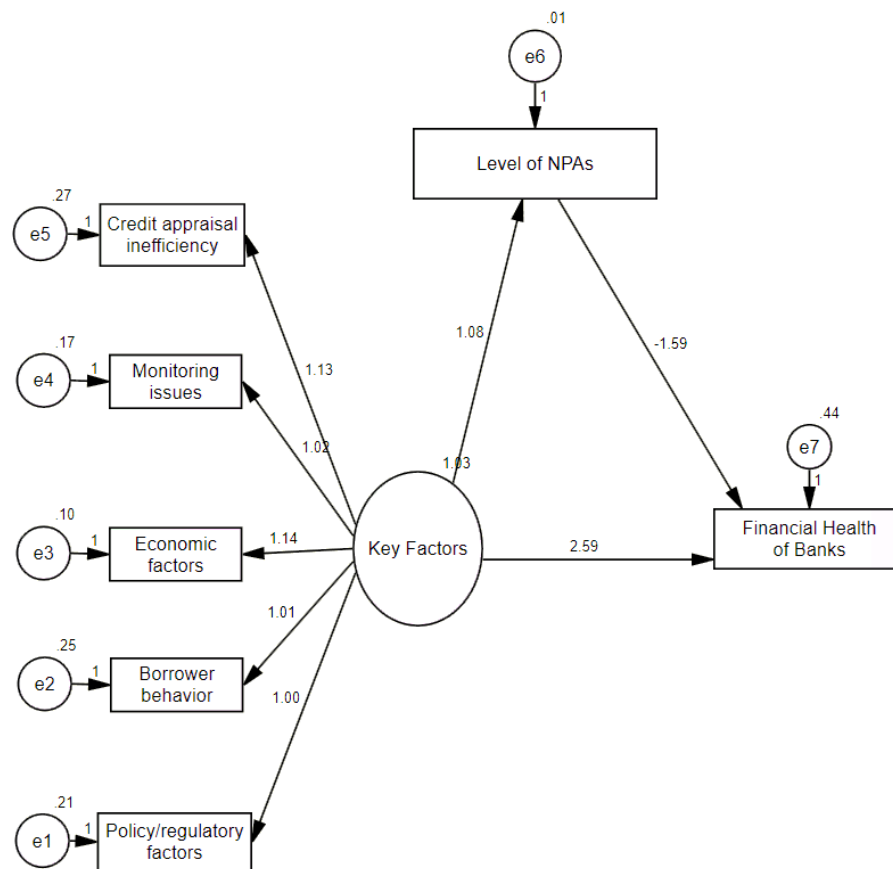 .01
e6
1
Level of NPAs
.27
e5
1
Credit appraisal
inefficiency
1.08
-1.59
.17
e4
1
Monitoring
issues
1.13
1.02
.44
e7
1
1.03
.10
e3
1
Economic
factors
1.14
Key Factors
2.59
Financial Health
of Banks
.25
e2
1
Borrower
behavior
1.01
1.00
.21
e1
1
Policy/regulatory
factors